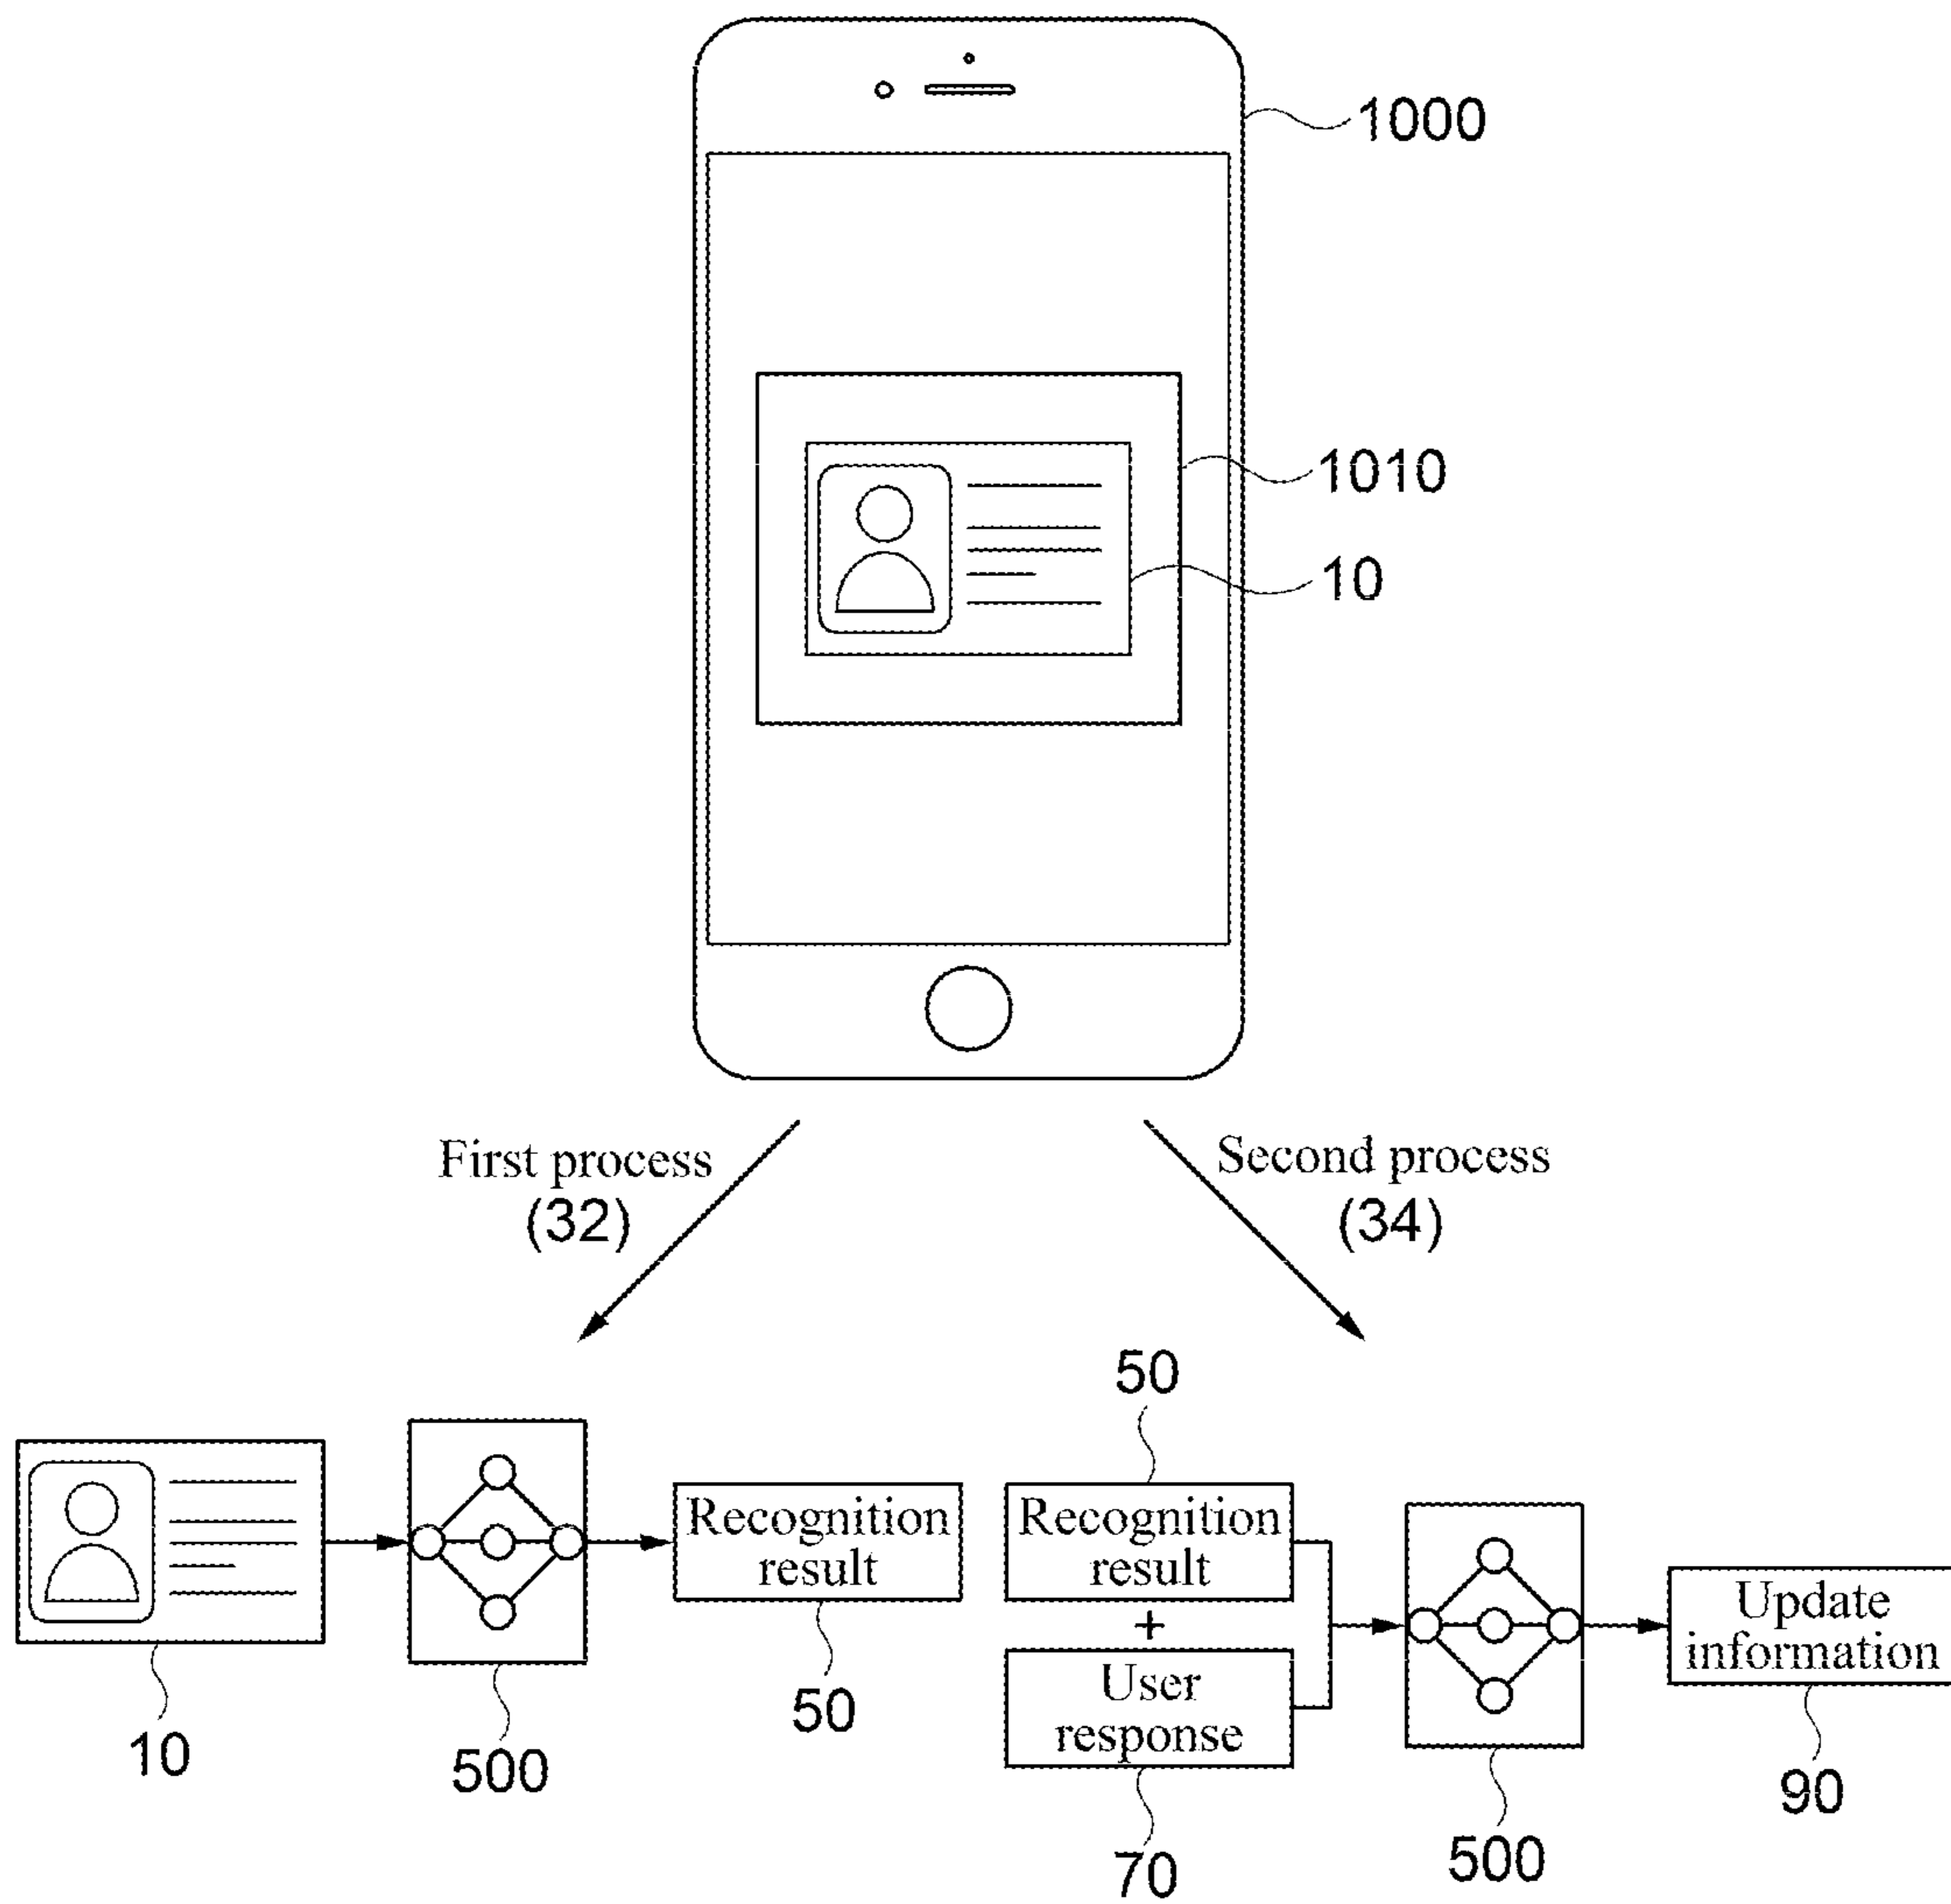 1000
1010
10
First process
(32)
Second process
(34)
50
Recognition
result
Recognition
result
+
User
response
Update
information
10
500
50
70
500
90